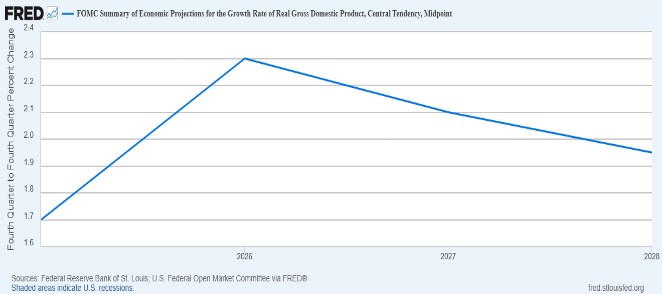 FRED — FOMC Summary of Economic Projections for the Growth Rate of Real Gross Domestic Product, Central Tendency, Midpoint
Fourth Quarter to Fourth Quarter Percent Change
2.4
2.3
2.2
2.1
2.0
1.9
1.8
1.7
1.6
2026
2027
2028
Sources: Federal Reserve Bank of St. Louis; U.S. Federal Open Market Committee via FRED®
Shaded areas indicate U.S. recessions.
fred.stlouisfed.org